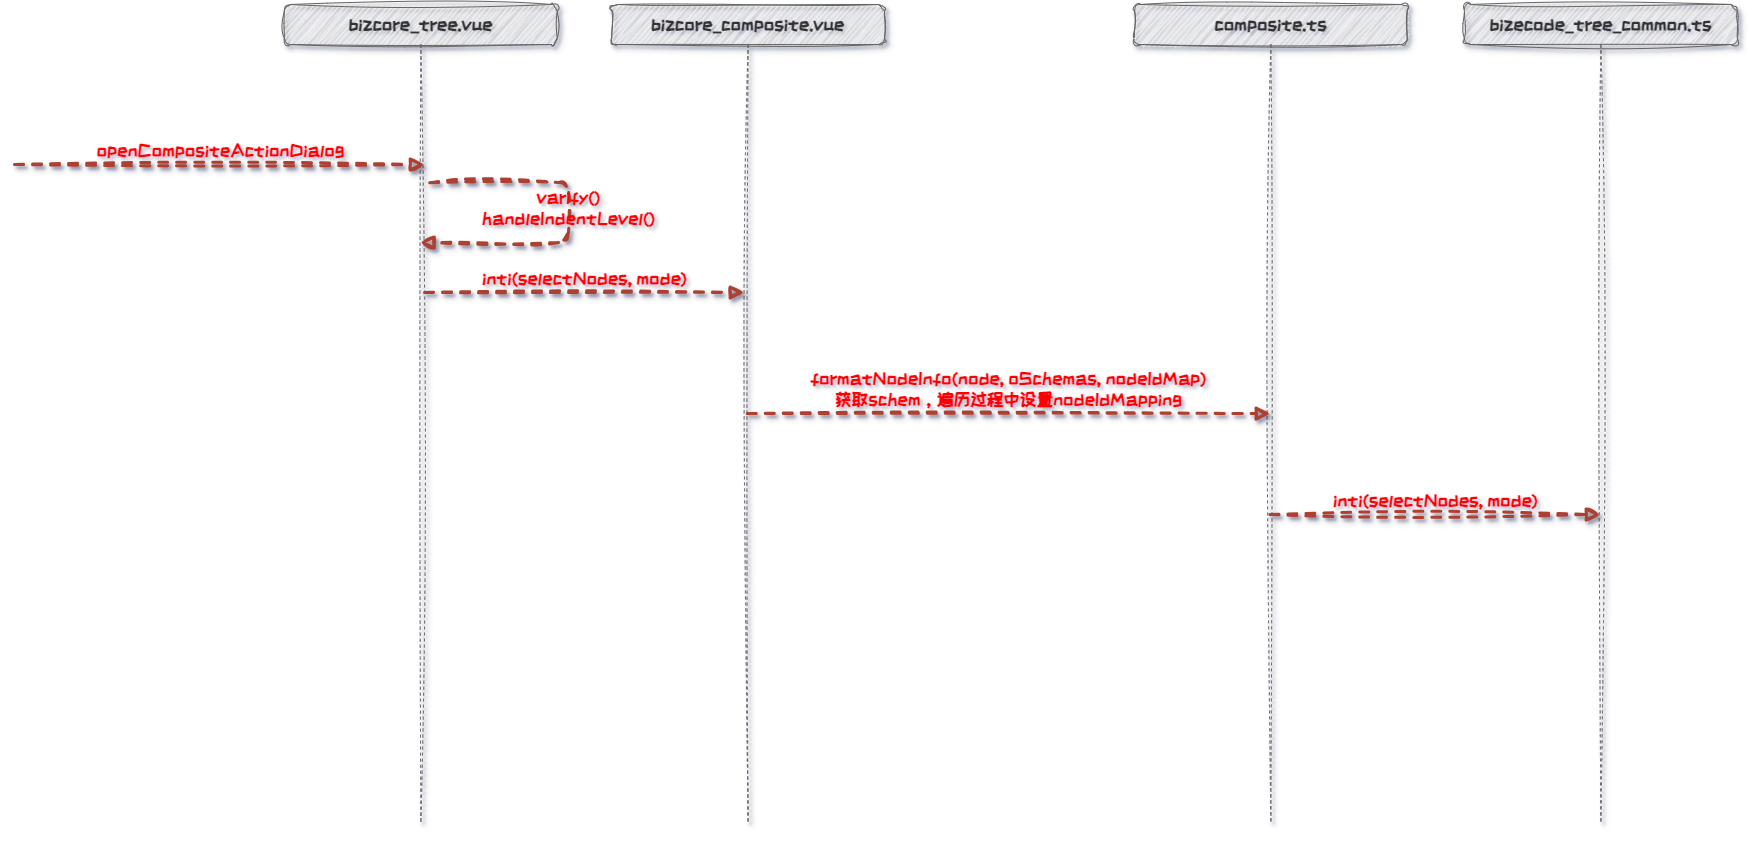 bizcore_tree.vue
bizcore_composite.vue
composite.ts
bizecode_tree_common.ts
openCompositeActionDialog
varify()
handleIndentLevel()
inti(selectNodes, mode)
formatNodeInfo(node, oSchemas, nodeIdMap)
获取schem，遍历过程中设置nodeIdMapping
inti(selectNodes, mode)